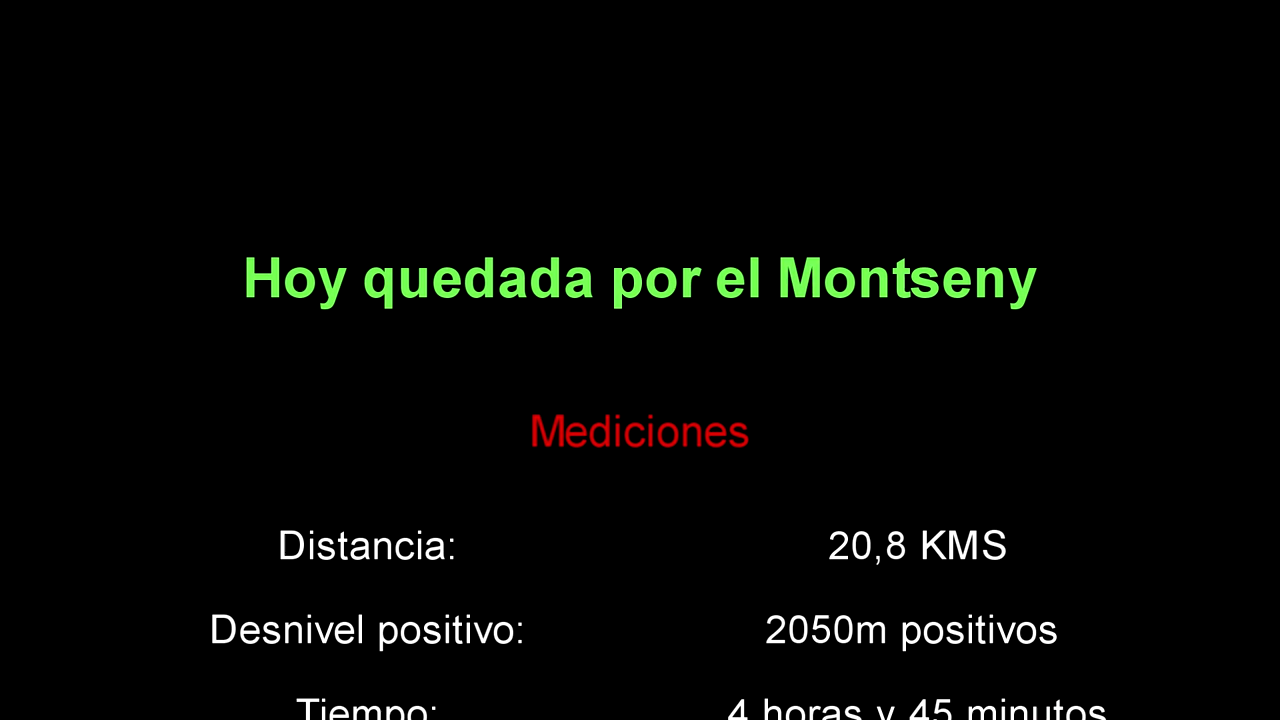 Hoy quedada por el Montseny
Mediciones
Distancia: 20,8 KMS
Desnivel positivo: 2050m positivos
Tiempo: 4 horas y 45 minutos